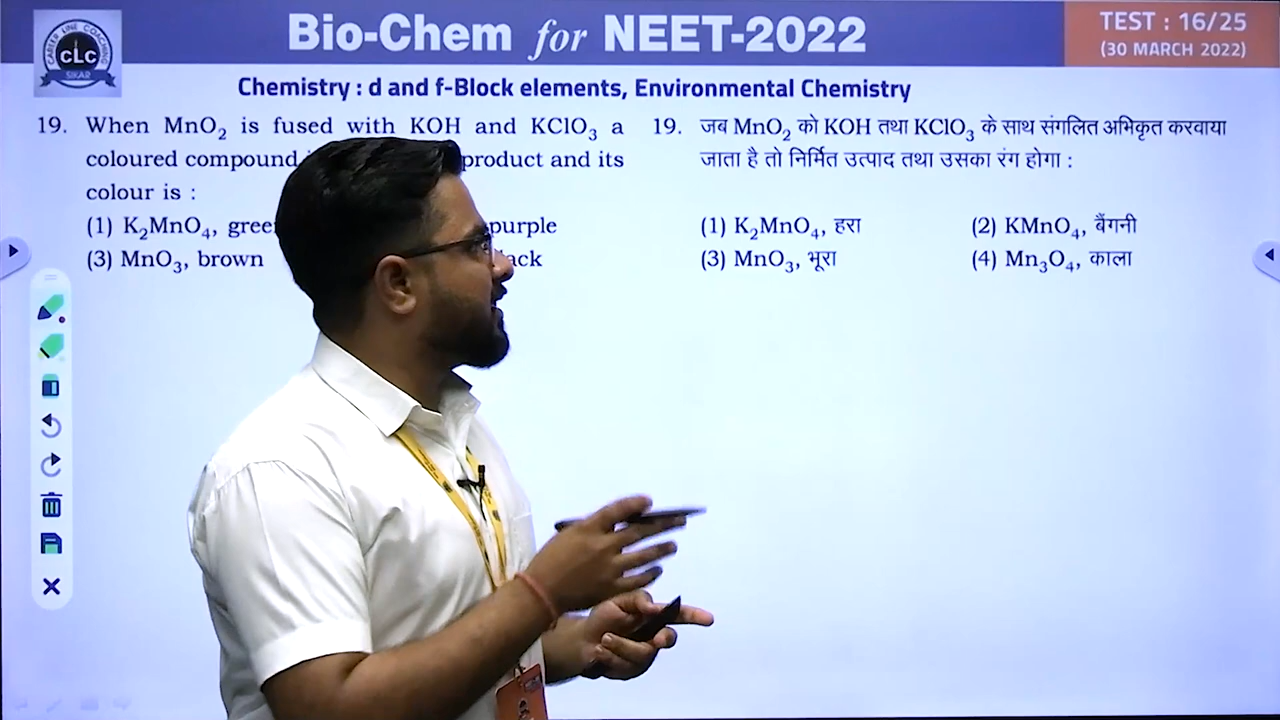 Bio-Chem for NEET-2022
TEST : 16/25
(30 MARCH 2022)
CAREER LINE COACHING
CLC
SIKAR
Chemistry : d and f-Block elements, Environmental Chemistry
19. When MnO₂ is fused with KOH and KClO₃ a
coloured compound product and its
colour is :
(1) K₂MnO₄, purple
(3) MnO₃, brown
19. जब MnO₂ को KOH तथा KClO₃ के साथ संगलित अभिकृत करवाया
जाता है तो निर्मित उत्पाद तथा उसका रंग होगा :
(1) K₂MnO₄, हरा (2) KMnO₄, बैंगनी
(3) MnO₃, भूरा (4) Mn₃O₄, काला